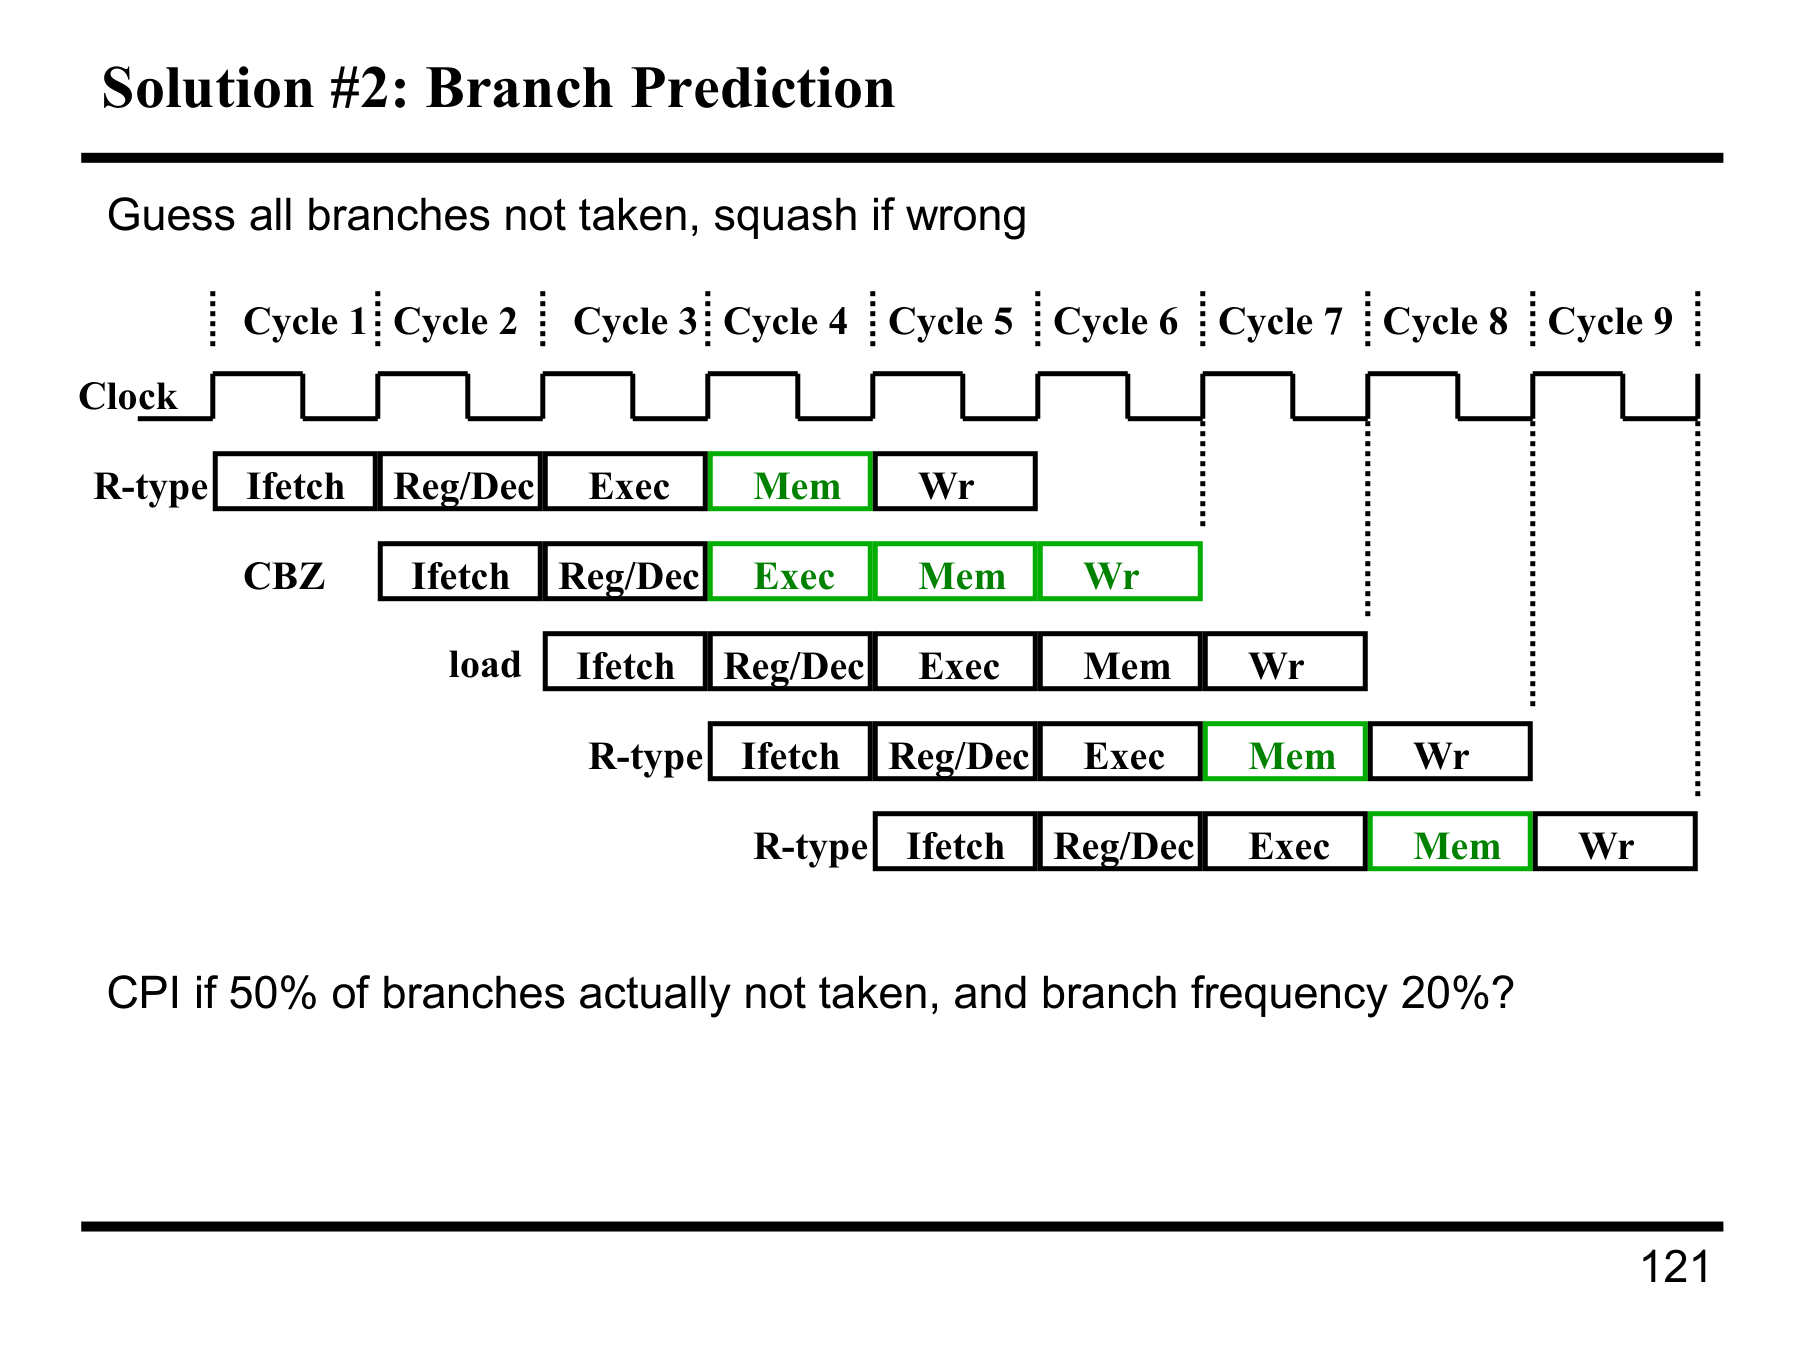 Solution #2: Branch Prediction
Guess all branches not taken, squash if wrong
Cycle 1 Cycle 2 Cycle 3 Cycle 4 Cycle 5 Cycle 6 Cycle 7 Cycle 8 Cycle 9
Clock
R-type Ifetch Reg/Dec Exec Mem Wr
CBZ Ifetch Reg/Dec Exec Mem Wr
load Ifetch Reg/Dec Exec Mem Wr
R-type Ifetch Reg/Dec Exec Mem Wr
R-type Ifetch Reg/Dec Exec Mem Wr
CPI if 50% of branches actually not taken, and branch frequency 20%?
121